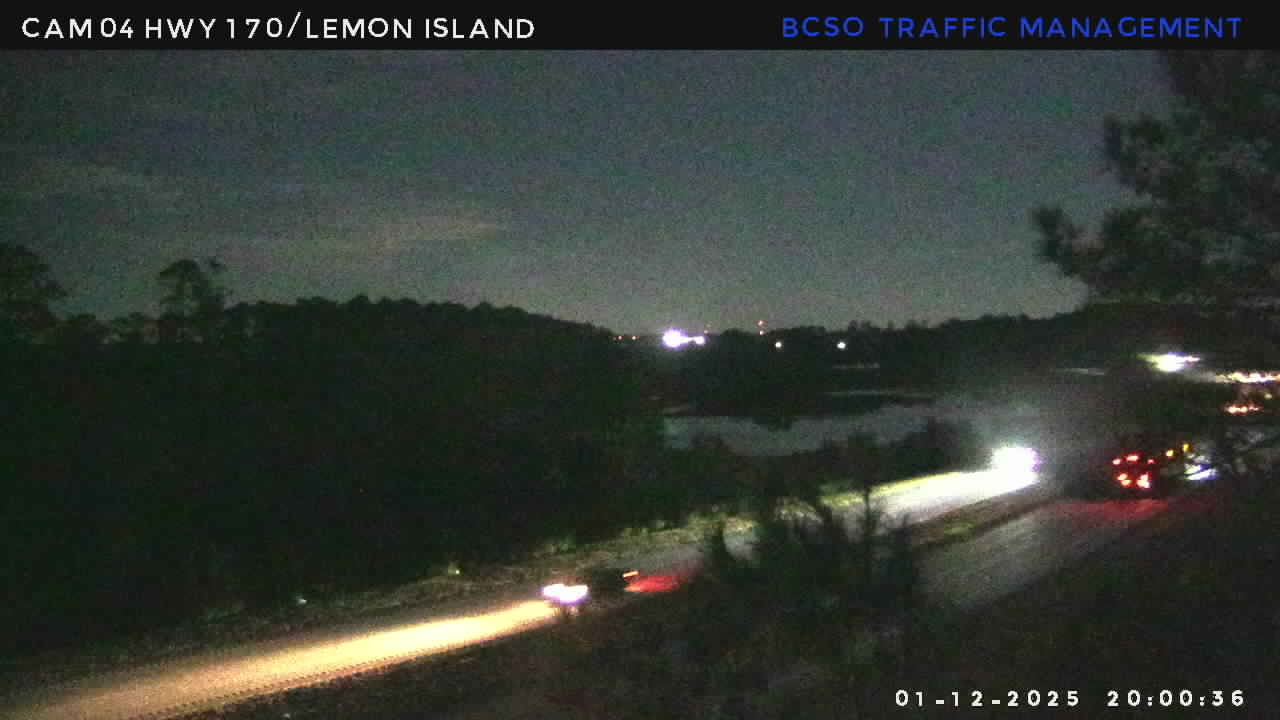 CAM04 HWY 170/LEMON ISLAND
BCSO TRAFFIC MANAGEMENT
01-12-2025 20:00:36